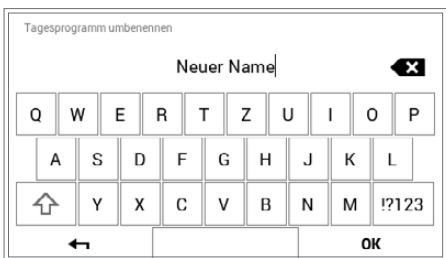 Tagesprogramm umbenennen
Neuer Name
Q W E R T Z U I O P
A S D F G H J K L
Y X C V B N M !?123
OK